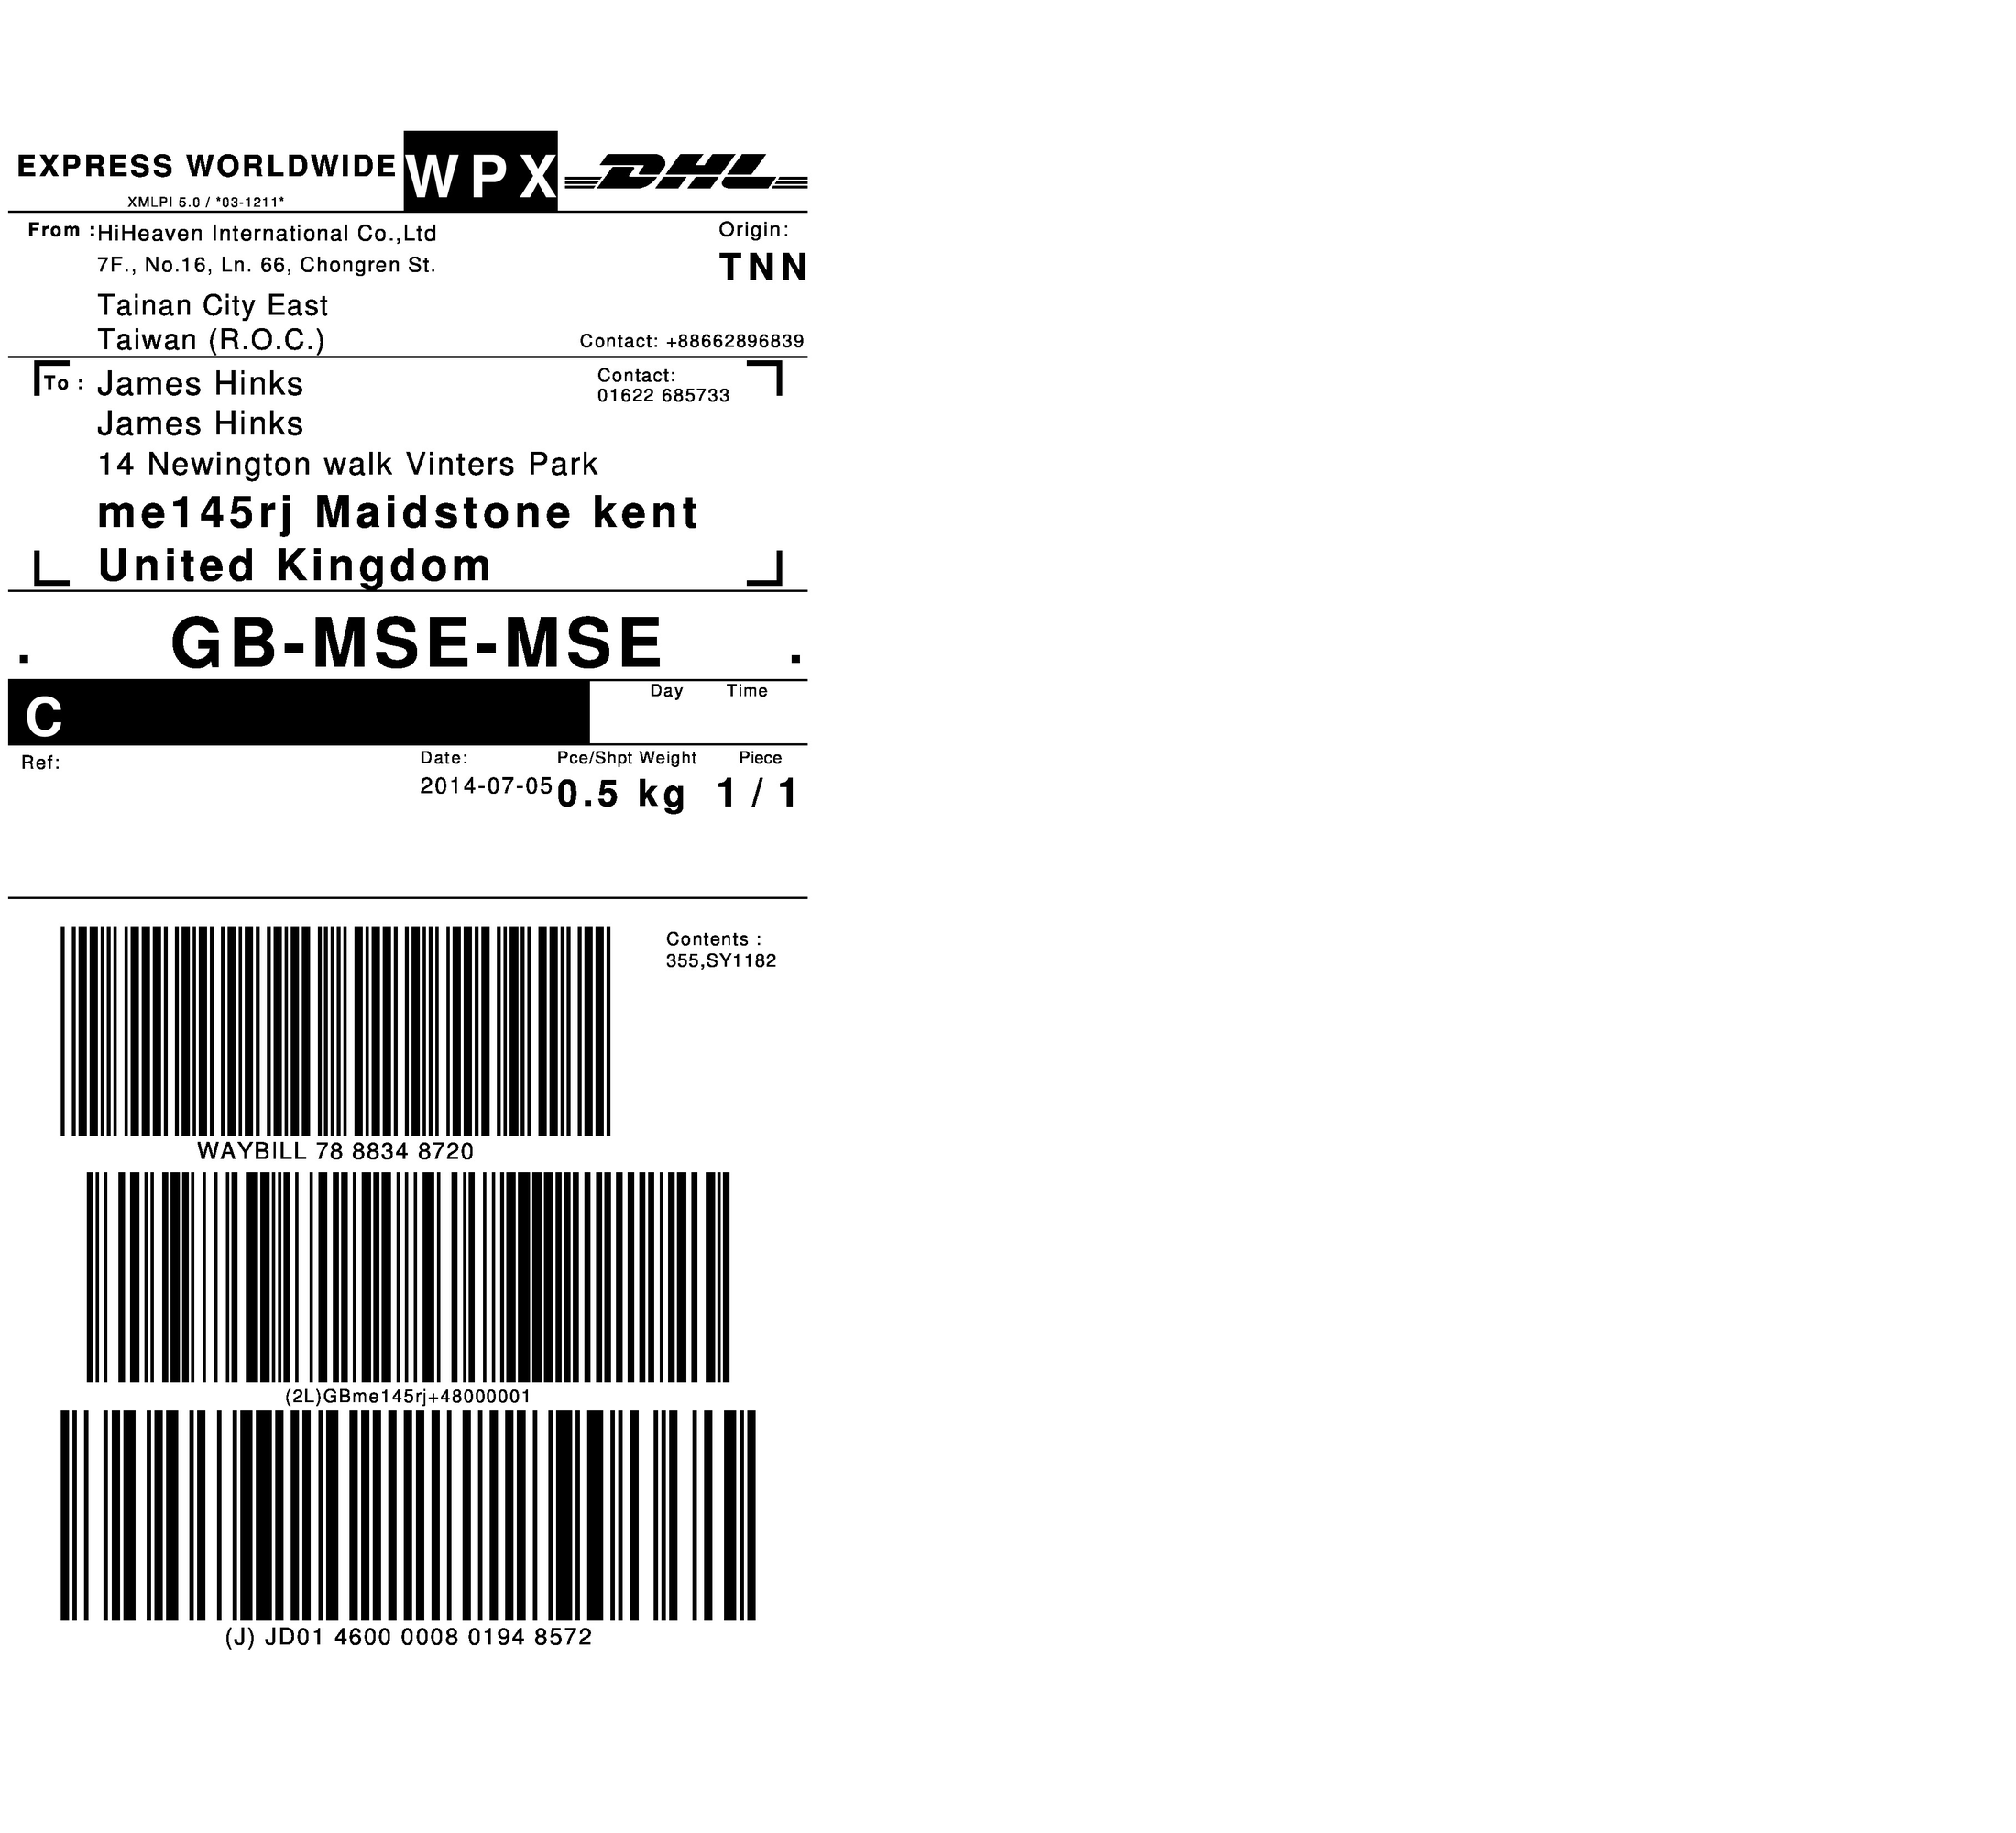 EXPRESS WORLDWIDE WPX DHL
XMLPI 5.0 / *03-1211*
From : HiHeaven International Co.,Ltd Origin:
7F., No.16, Ln. 66, Chongren St. TNN
Tainan City East
Taiwan (R.O.C.) Contact: +88662896839
To : James Hinks Contact:
01622 685733
James Hinks
14 Newington walk Vinters Park
me145rj Maidstone kent
United Kingdom
. GB-MSE-MSE .
C Day Time
Ref: Date: Pce/Shpt Weight Piece
2014-07-05 0.5 kg 1 / 1
Contents :
355,SY1182
WAYBILL 78 8834 8720
(2L)GBme145rj+48000001
(J) JD01 4600 0008 0194 8572